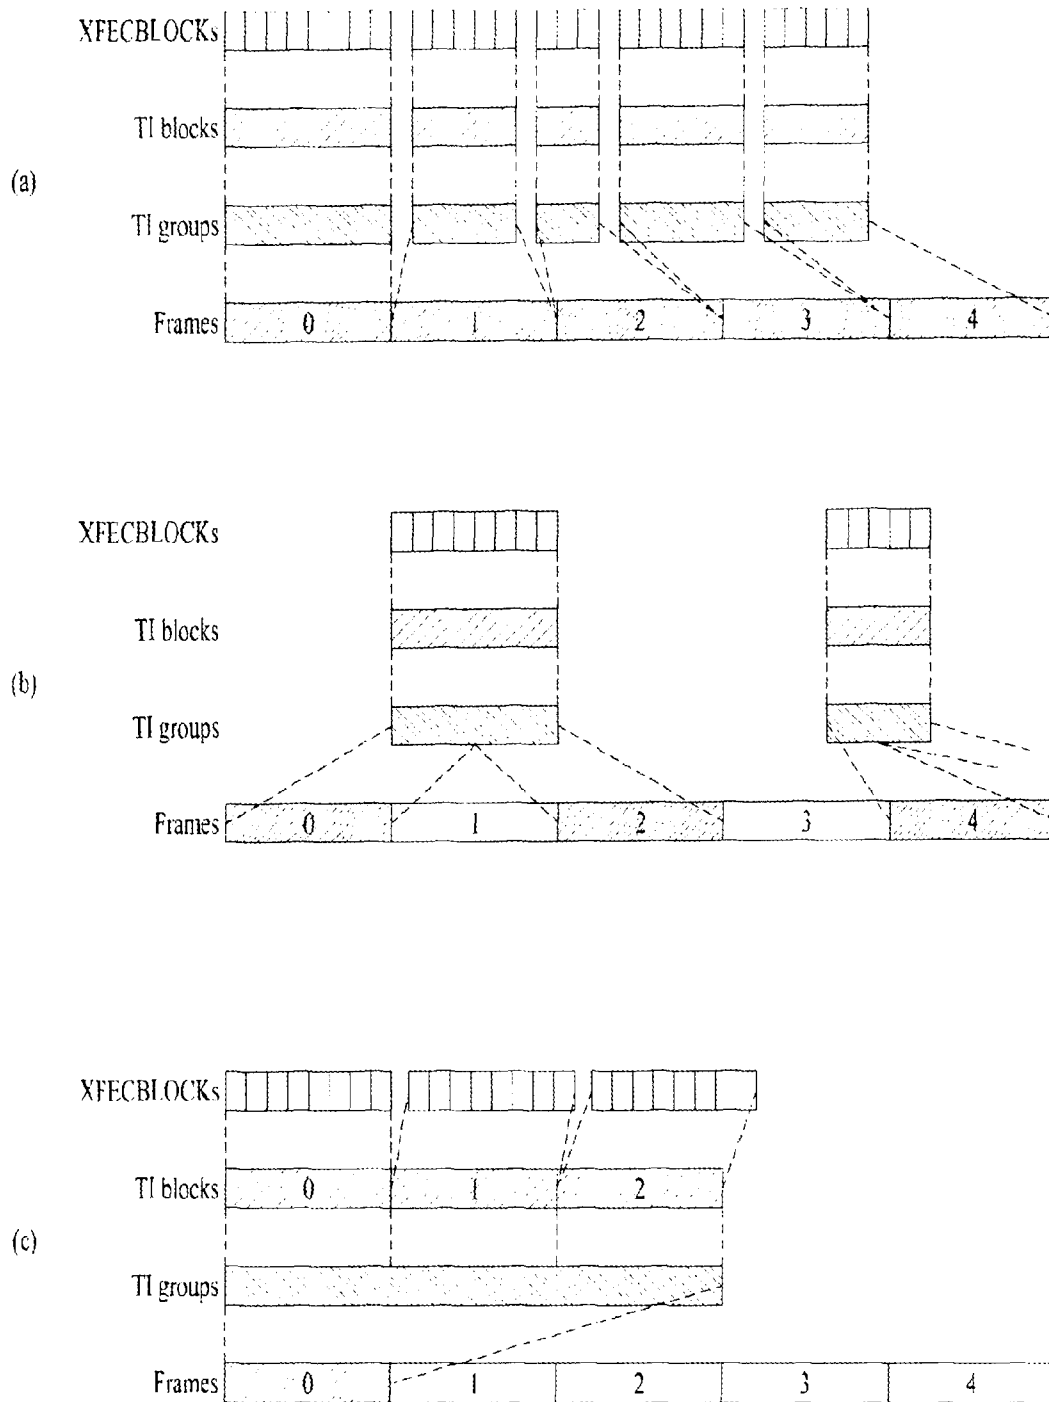 XFECBLOCKs
TI blocks
(a)
TI groups
Frames 0 1 2 3 4
XFECBLOCKs
TI blocks
(b)
TI groups
Frames 0 1 2 3 4
XFECBLOCKs
TI blocks 0 1 2
(c)
TI groups
Frames 0 1 2 3 4